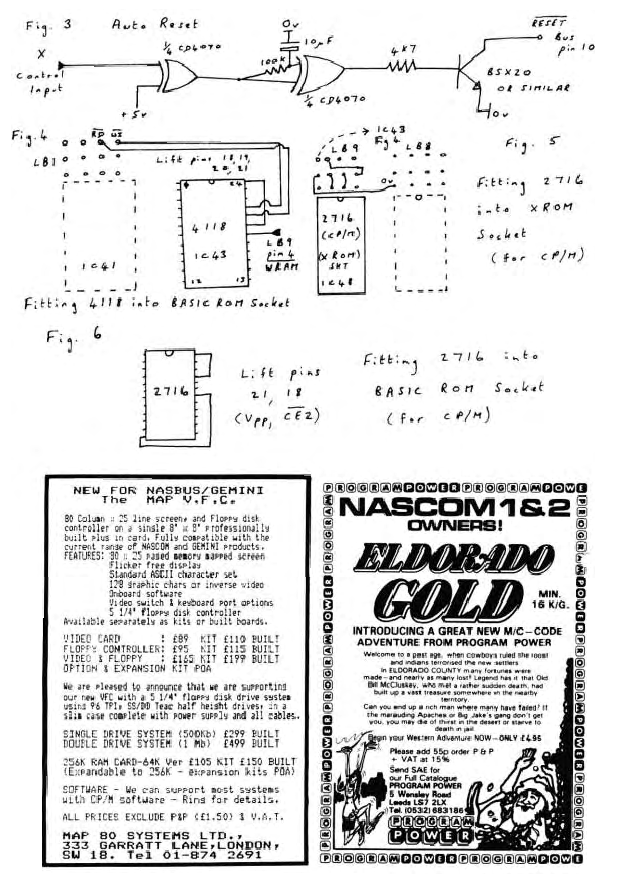 Fig. 3 Auto Reset
X
Control
Input
+5v
¼ CD4070
100k
0v
10µF
¼ CD4070
4K7
RESET
Bus
pin 10
BSX20
OR SIMILAR
0v
Fig. 4
RD WS
LB1
Lift pins 18,19,
20,21
24
4118
IC43
12 13
IC41
LB9
pin 4
WRAM
Fitting 4118 into BASIC ROM Socket
IC43
Fig 4
LB9
LB8
0v
2716
(CP/M)
(XROM)
SKT
IC48
Fig. 5
Fitting 2716
into XROM
Socket
(for CP/M)
Fig. 6
2716
Lift pins
21, 18
(Vpp, CE2)
Fitting 2716 into
BASIC ROM Socket
(for CP/M)
NEW FOR NASBUS/GEMINI
The MAP V.F.C.
80 Column x 25 line screen, and Floppy disk
controller on a single 8" x 8" professionally
built plus in card. Fully compatible with the
current range of NASCOM and GEMINI products.
FEATURES: 80 x 25 paged memory mapped screen
Flicker free display
Standard ASCII character set
128 graphic chars or inverse video
Onboard software
Video switch & keyboard port options
5 1/4" floppy disk controller
Available separately as kits or built boards.
VIDEO CARD : £89 KIT £110 BUILT
FLOPPY CONTROLLER: £95 KIT £115 BUILT
VIDEO & FLOPPY : £165 KIT £199 BUILT
OPTION & EXPANSION KIT POA
We are pleased to announce that we are supporting
our new VFC with a 5 1/4" floppy disk drive system
using 96 TPI, SS/DD Teac half height drives, in a
slim case complete with power supply and all cables.
SINGLE DRIVE SYSTEM (500Kb) £299 BUILT
DOUBLE DRIVE SYSTEM (1 Mb) £499 BUILT
256K RAM CARD-64K Ver £105 KIT £150 BUILT
(Expandable to 256K - expansion kits POA)
SOFTWARE - We can support most systems
with CP/M software - Ring for details.
ALL PRICES EXCLUDE P&P (£1.50) & V.A.T.
MAP 80 SYSTEMS LTD.,
333 GARRATT LANE,LONDON,
SW 18. Tel 01-874 2691
PROGRAM POWER PROGRAM POWER
NASCOM 1 & 2
OWNERS!
ELDORADO
GOLD
MIN.
16 K/G.
INTRODUCING A GREAT NEW M/C-CODE
ADVENTURE FROM PROGRAM POWER
Welcome to a past age, when cowboys ruled the roost
and indians terrorised the new settlers
in ELDORADO COUNTY many fortunes were
made - and nearly as many lost! Legend has it that Old
Bill McCluskey, who met a rather sudden death, had
built up a vast treasure somewhere in the nearby
territory.
Can you end up a rich man where many have failed? If
the marauding Apaches or Big Jake's gang don't get
you, you may die of thirst in the desert or starve to
death in jail.
Begin your Western Adventure NOW - ONLY £4.95
Please add 55p order P & P
+ VAT at 15%
Send SAE for
our Full Catalogue
PROGRAM POWER
5 Wensley Road
Leeds LS7 2LX
Tel. (0532) 683186
PROGRAM
POWER
PROGRAM POWER PROGRAM POWER